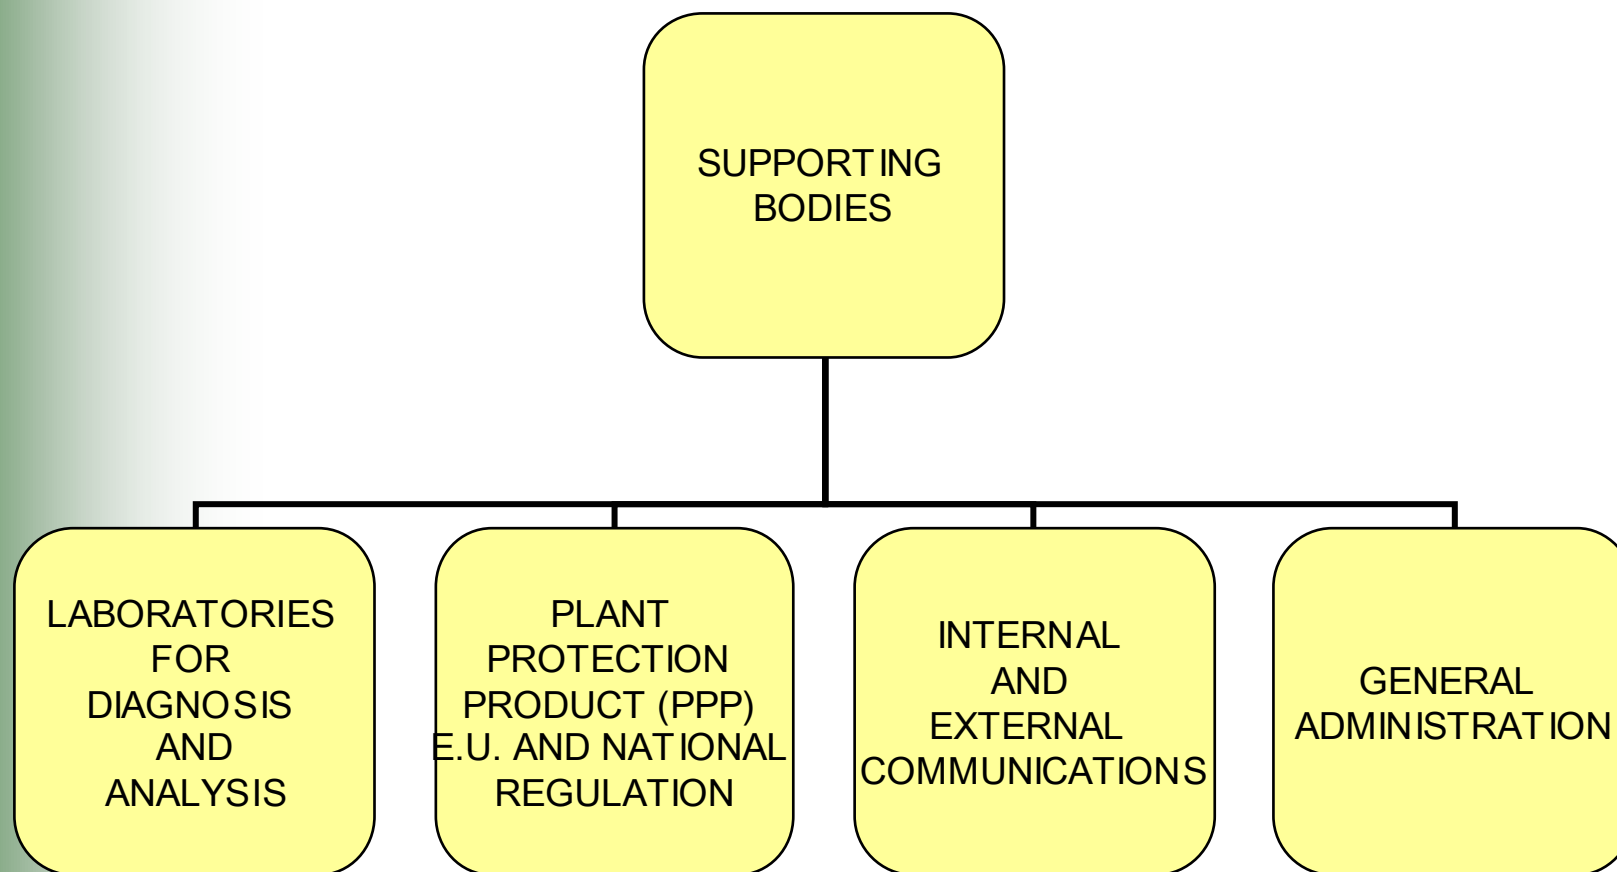 SUPPORTING
BODIES
LABORATORIES
FOR
DIAGNOSIS
AND
ANALYSIS
PLANT
PROTECTION
PRODUCT (PPP)
E.U. AND NATIONAL
REGULATION
INTERNAL
AND
EXTERNAL
COMMUNICATIONS
GENERAL
ADMINISTRATION